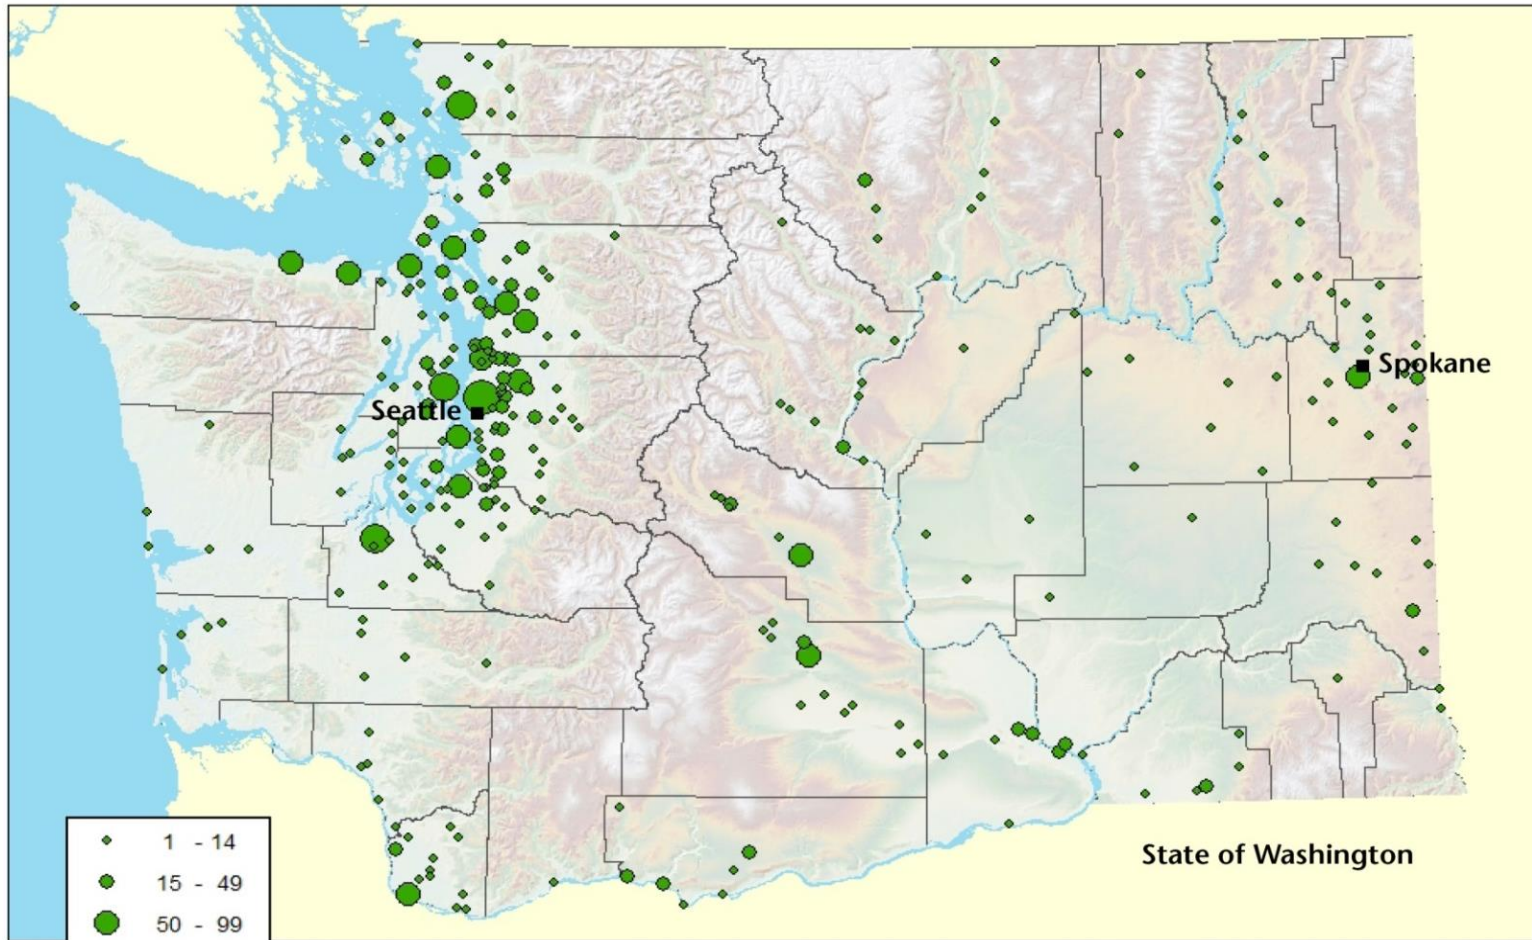 Spokane
Seattle
1 - 14
15 - 49
50 - 99
State of Washington